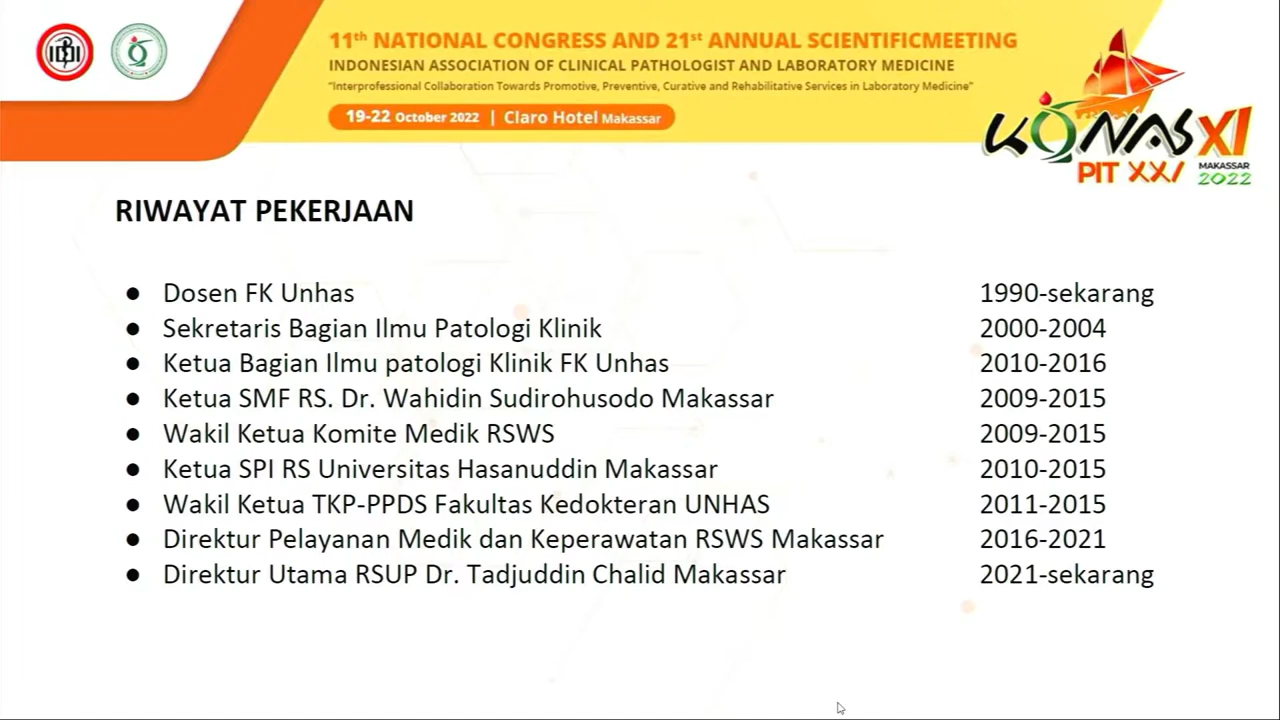 11th NATIONAL CONGRESS AND 21st ANNUAL SCIENTIFICMEETING
INDONESIAN ASSOCIATION OF CLINICAL PATHOLOGIST AND LABORATORY MEDICINE
"Interprofessional Collaboration Towards Promotive, Preventive, Curative and Rehabilitative Services in Laboratory Medicine"
19-22 October 2022 | Claro Hotel Makassar
KONAS XI
PIT XXI MAKASSAR 2022
RIWAYAT PEKERJAAN
● Dosen FK Unhas 1990-sekarang
● Sekretaris Bagian Ilmu Patologi Klinik 2000-2004
● Ketua Bagian Ilmu patologi Klinik FK Unhas 2010-2016
● Ketua SMF RS. Dr. Wahidin Sudirohusodo Makassar 2009-2015
● Wakil Ketua Komite Medik RSWS 2009-2015
● Ketua SPI RS Universitas Hasanuddin Makassar 2010-2015
● Wakil Ketua TKP-PPDS Fakultas Kedokteran UNHAS 2011-2015
● Direktur Pelayanan Medik dan Keperawatan RSWS Makassar 2016-2021
● Direktur Utama RSUP Dr. Tadjuddin Chalid Makassar 2021-sekarang